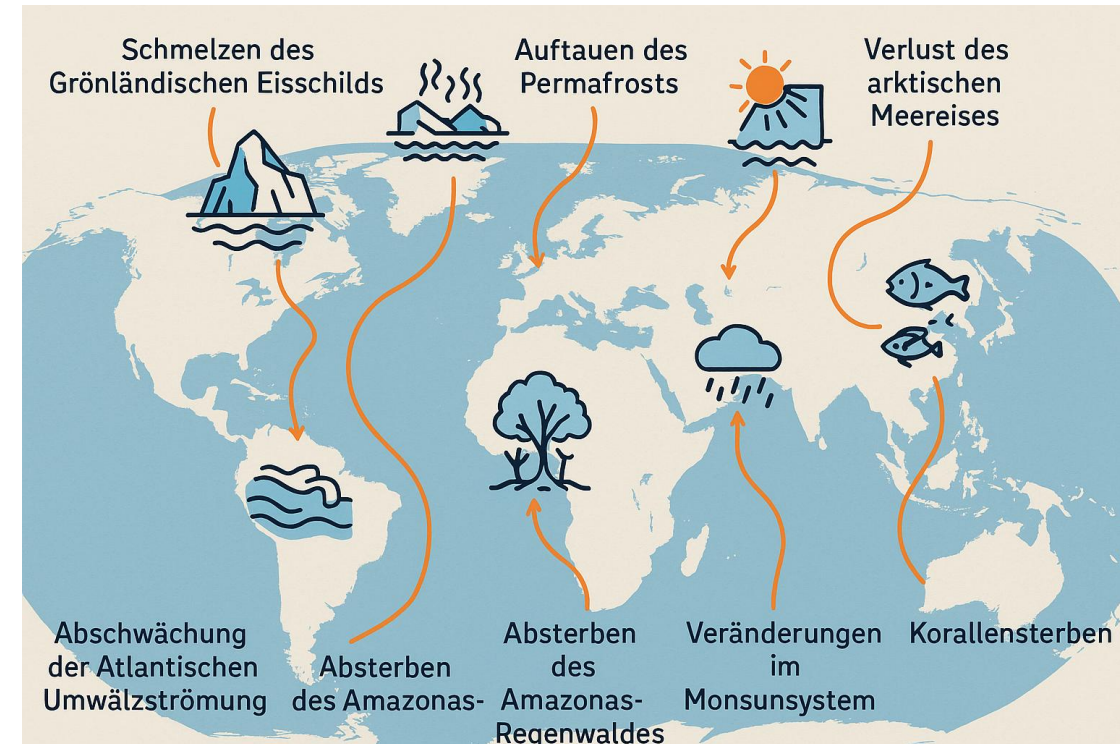 Schmelzen des
Grönländischen Eisschilds
Auftauen des
Permafrosts
Verlust des
arktischen
Meereises
Abschwächung
der Atlantischen
Umwälzströmung
Absterben
des Amazonas-
Absterben
des
Amazonas-
Regenwaldes
Veränderungen
im
Monsunsystem
Korallensterben